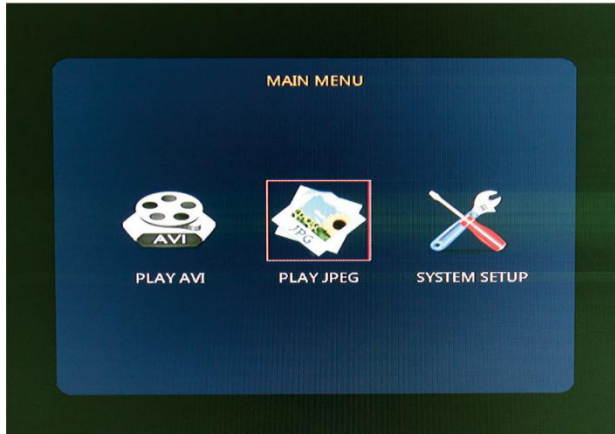 MAIN MENU
AVI
JPG
PLAY AVI
PLAY JPEG
SYSTEM SETUP